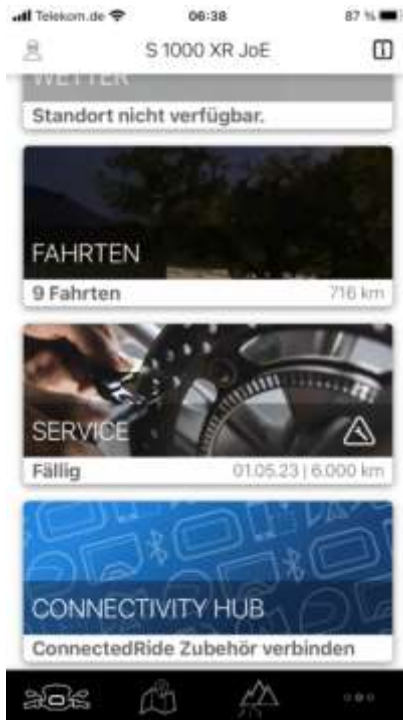 Telekom.de 06:38 87 %
S 1000 XR JoE
WETTER
Standort nicht verfügbar.
FAHRTEN
9 Fahrten 716 km
SERVICE
Fällig 01.05.23 | 6.000 km
CONNECTIVITY HUB
ConnectedRide Zubehör verbinden